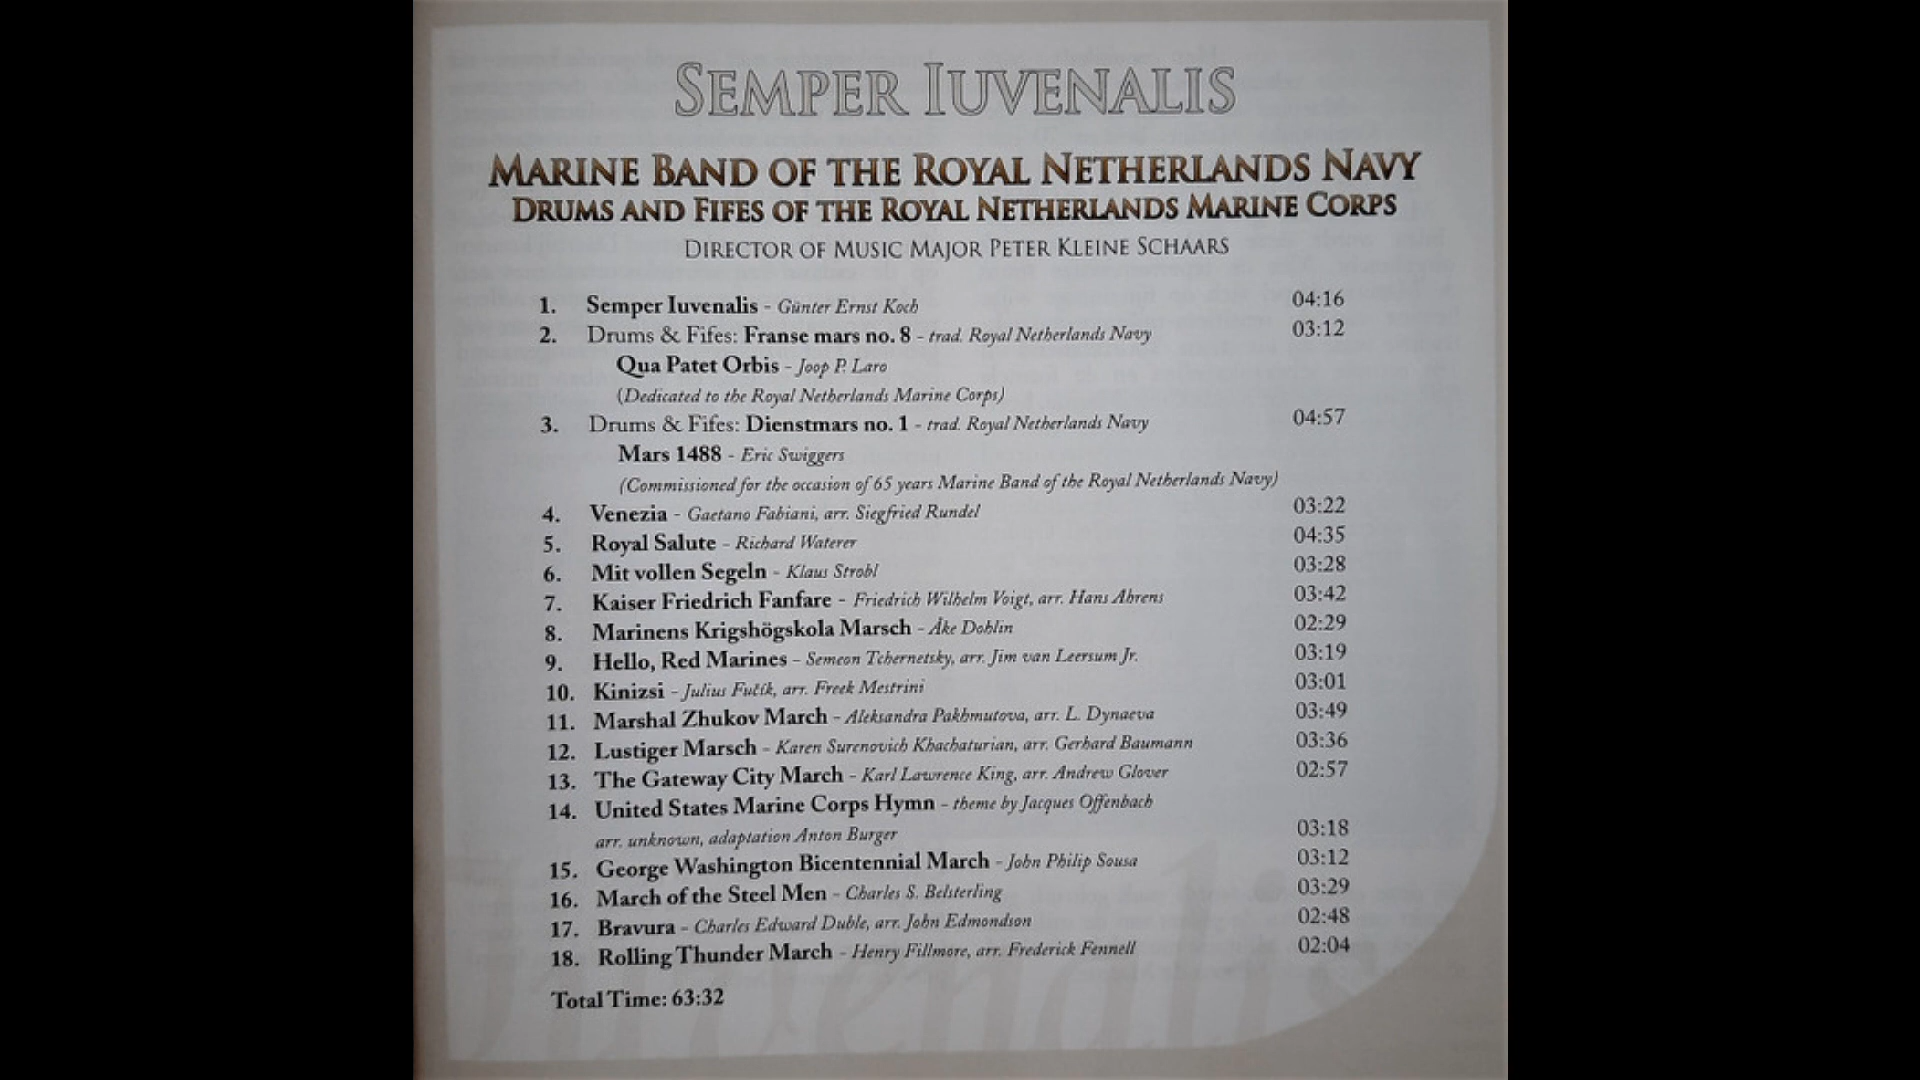 SEMPER IUVENALIS
MARINE BAND OF THE ROYAL NETHERLANDS NAVY
DRUMS AND FIFES OF THE ROYAL NETHERLANDS MARINE CORPS
DIRECTOR OF MUSIC MAJOR PETER KLEINE SCHAARS
1. Semper Iuvenalis - Günter Ernst Koch 04:16
2. Drums & Fifes: Franse mars no. 8 - trad. Royal Netherlands Navy 03:12
Qua Patet Orbis - Joop P. Laro
(Dedicated to the Royal Netherlands Marine Corps)
3. Drums & Fifes: Dienstmars no. 1 - trad. Royal Netherlands Navy 04:57
Mars 1488 - Eric Swiggers
(Commissioned for the occasion of 65 years Marine Band of the Royal Netherlands Navy)
4. Venezia - Gaetano Fabiani, arr. Siegfried Rundel 03:22
5. Royal Salute - Richard Waterer 04:35
6. Mit vollen Segeln - Klaus Strobl 03:28
7. Kaiser Friedrich Fanfare - Friedrich Wilhelm Voigt, arr. Hans Ahrens 03:42
8. Marinens Krigshögskola Marsch - Åke Dohlin 02:29
9. Hello, Red Marines - Semeon Tchernetsky, arr. Jim van Leersum Jr. 03:19
10. Kinizsi - Julius Fučík, arr. Freek Mestrini 03:01
11. Marshal Zhukov March - Aleksandra Pakhmutova, arr. L. Dynaeva 03:49
12. Lustiger Marsch - Karen Surenovich Khachaturian, arr. Gerhard Baumann 03:36
13. The Gateway City March - Karl Lawrence King, arr. Andrew Glover 02:57
14. United States Marine Corps Hymn - theme by Jacques Offenbach
arr. unknown, adaptation Anton Burger 03:18
15. George Washington Bicentennial March - John Philip Sousa 03:12
16. March of the Steel Men - Charles S. Belsterling 03:29
17. Bravura - Charles Edward Duble, arr. John Edmondson 02:48
18. Rolling Thunder March - Henry Fillmore, arr. Frederick Fennell 02:04
Total Time: 63:32